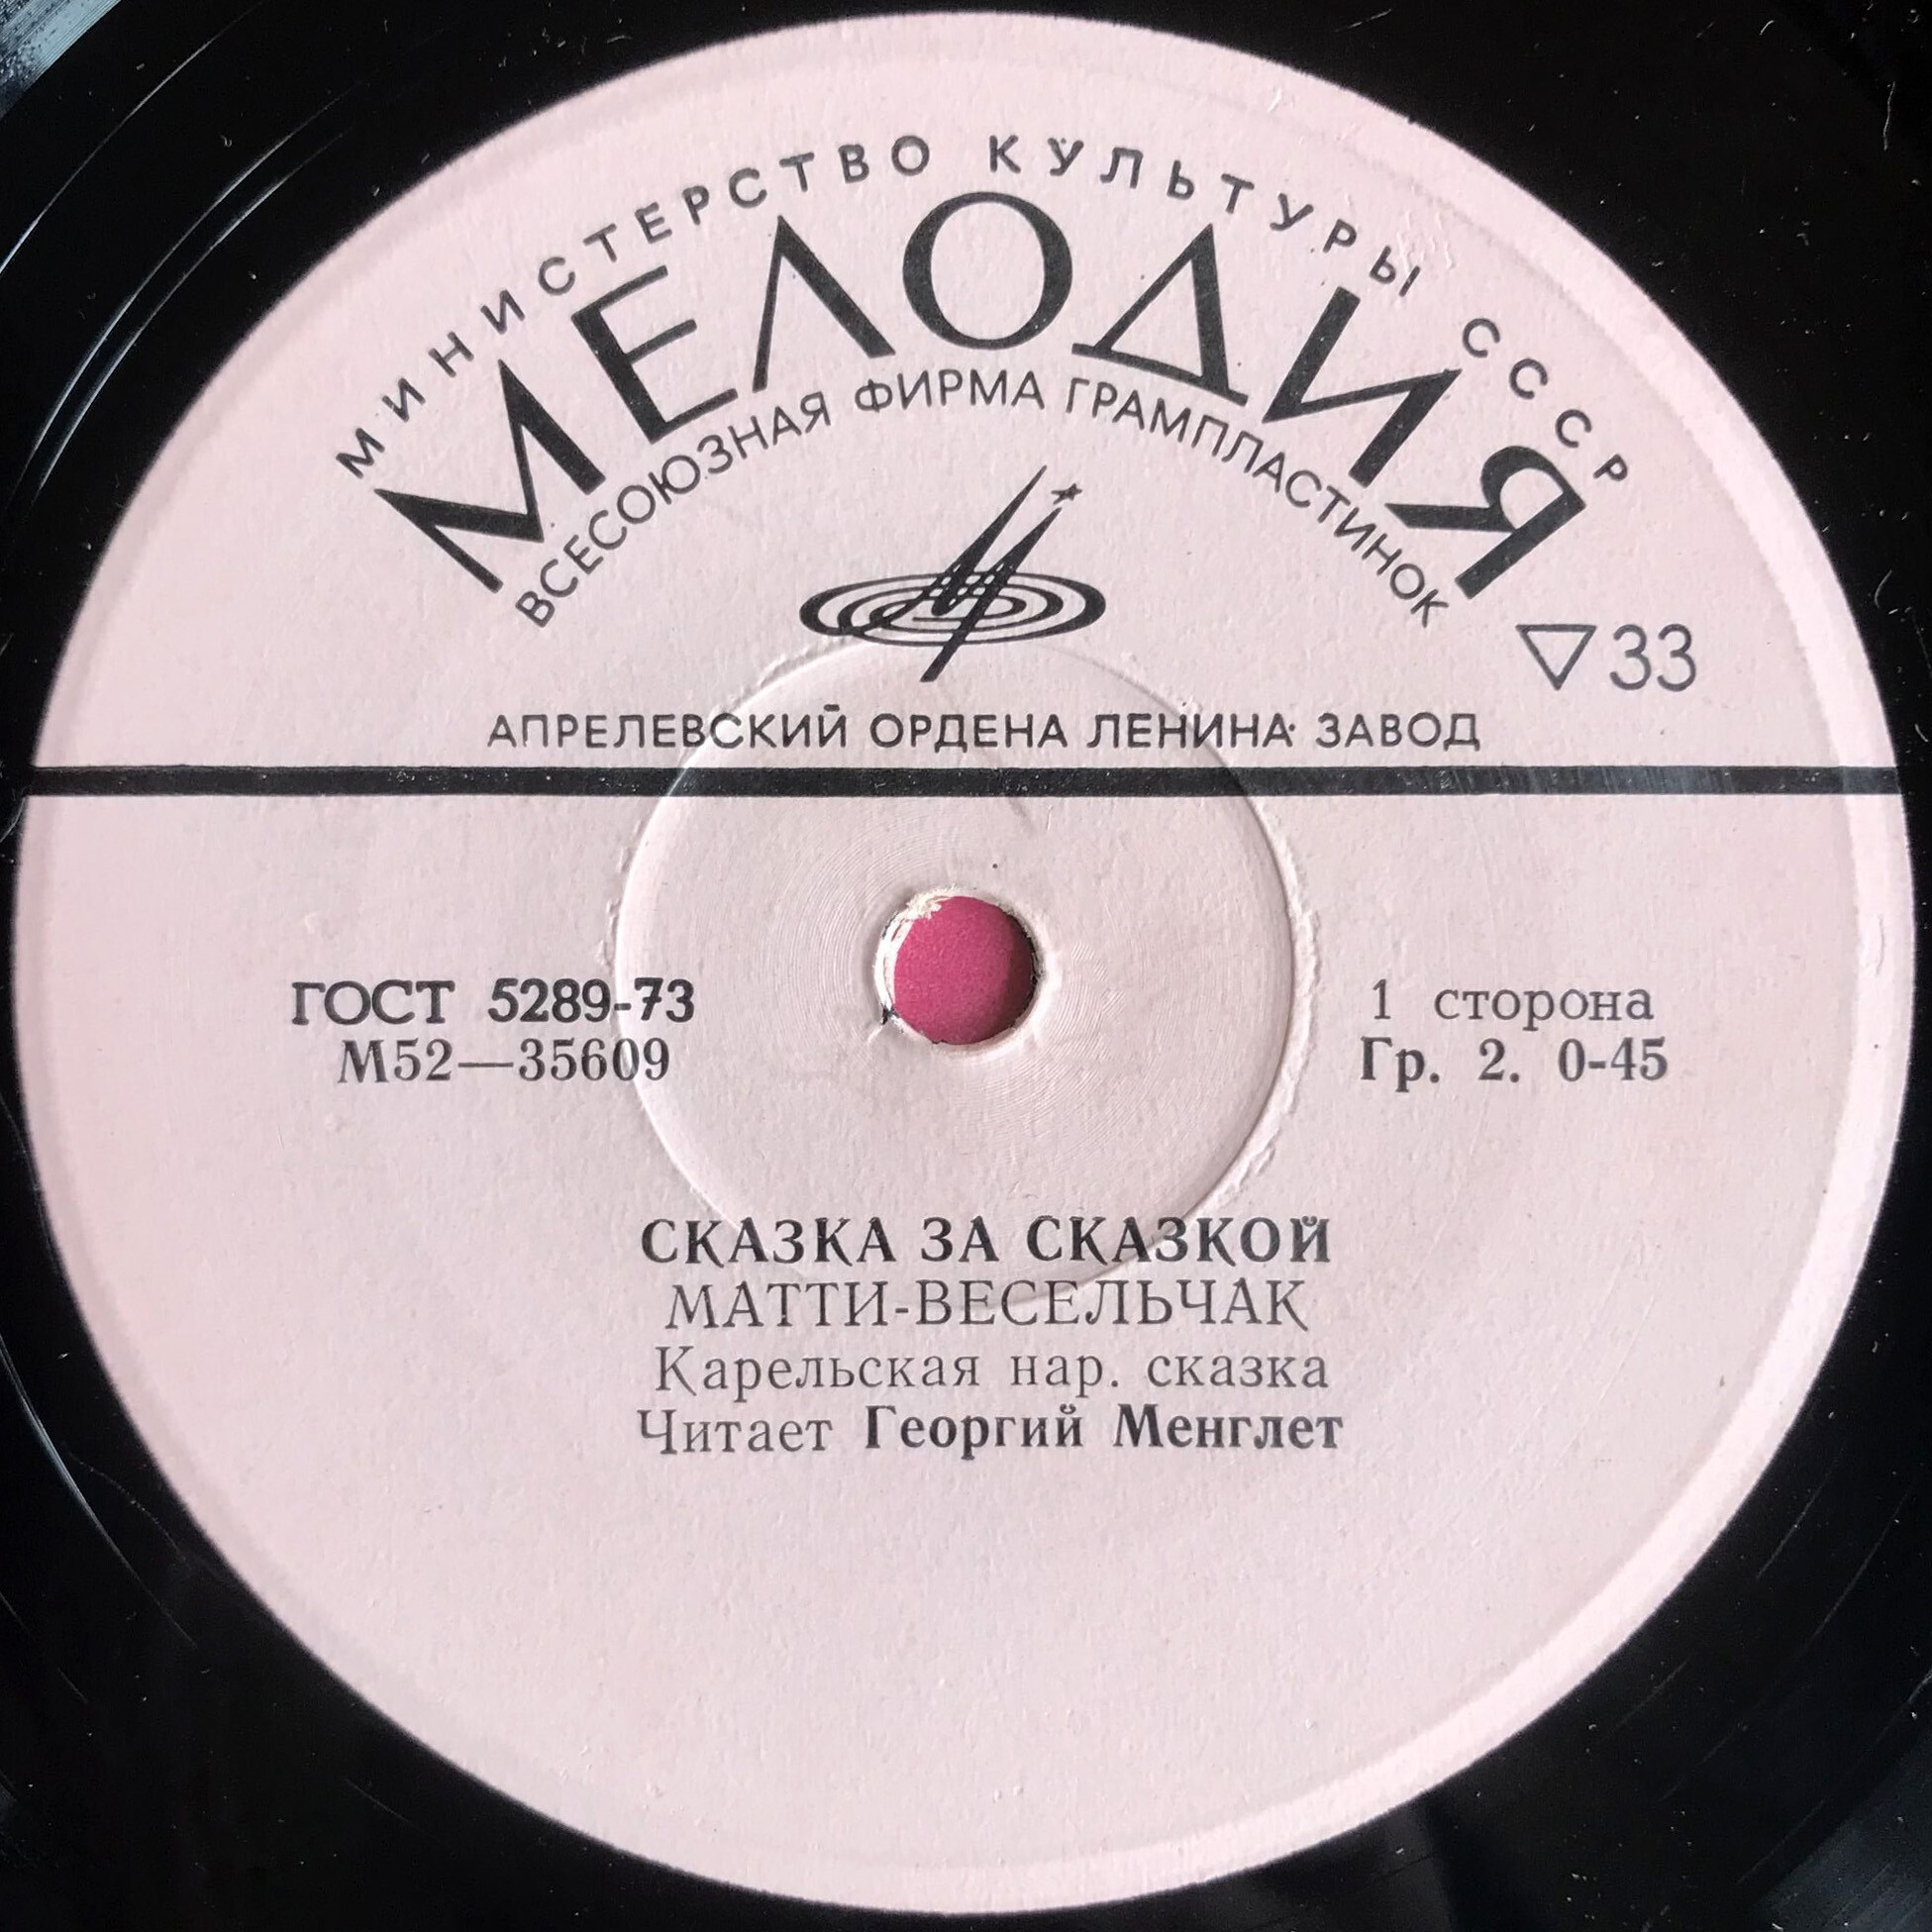 МИНИСТЕРСТВО КУЛЬТУРЫ СССР
МЕЛОДИЯ
ВСЕСОЮЗНАЯ ФИРМА ГРАМПЛАСТИНОК
▽33
АПРЕЛЕВСКИЙ ОРДЕНА ЛЕНИНА ЗАВОД
ГОСТ 5289-73
М52—35609
1 сторона
Гр. 2. 0-45
СКАЗКА ЗА СКАЗКОЙ
МАТТИ-ВЕСЕЛЬЧАК
Карельская нар. сказка
Читает Георгий Менглет